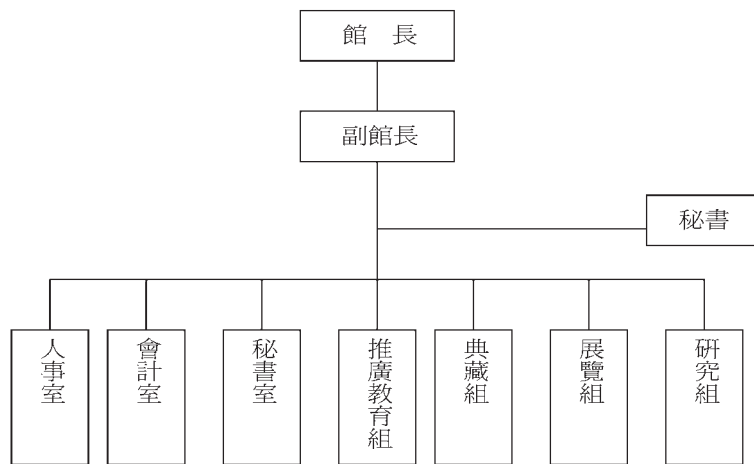 館　長
副館長
秘書
人事室
會計室
秘書室
推廣教育組
典藏組
展覽組
研究組